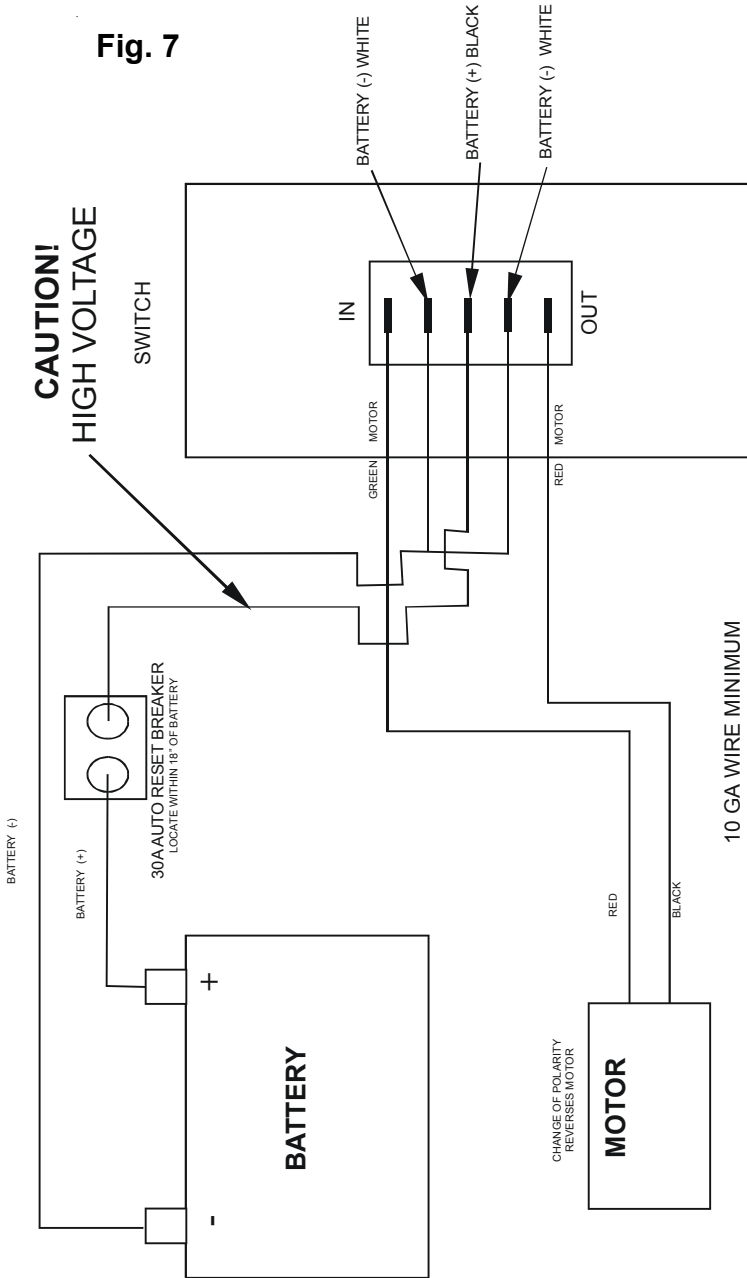 Fig. 7
CAUTION!
HIGH VOLTAGE
SWITCH
BATTERY (-) WHITE
BATTERY (+) BLACK
BATTERY (-) WHITE
IN
OUT
GREEN MOTOR
RED MOTOR
30A AUTO RESET BREAKER
LOCATE WITHIN 18" OF BATTERY
BATTERY (-)
BATTERY (+)
+
-
BATTERY
RED
BLACK
CHANGE OF POLARITY
REVERSES MOTOR
MOTOR
10 GA WIRE MINIMUM